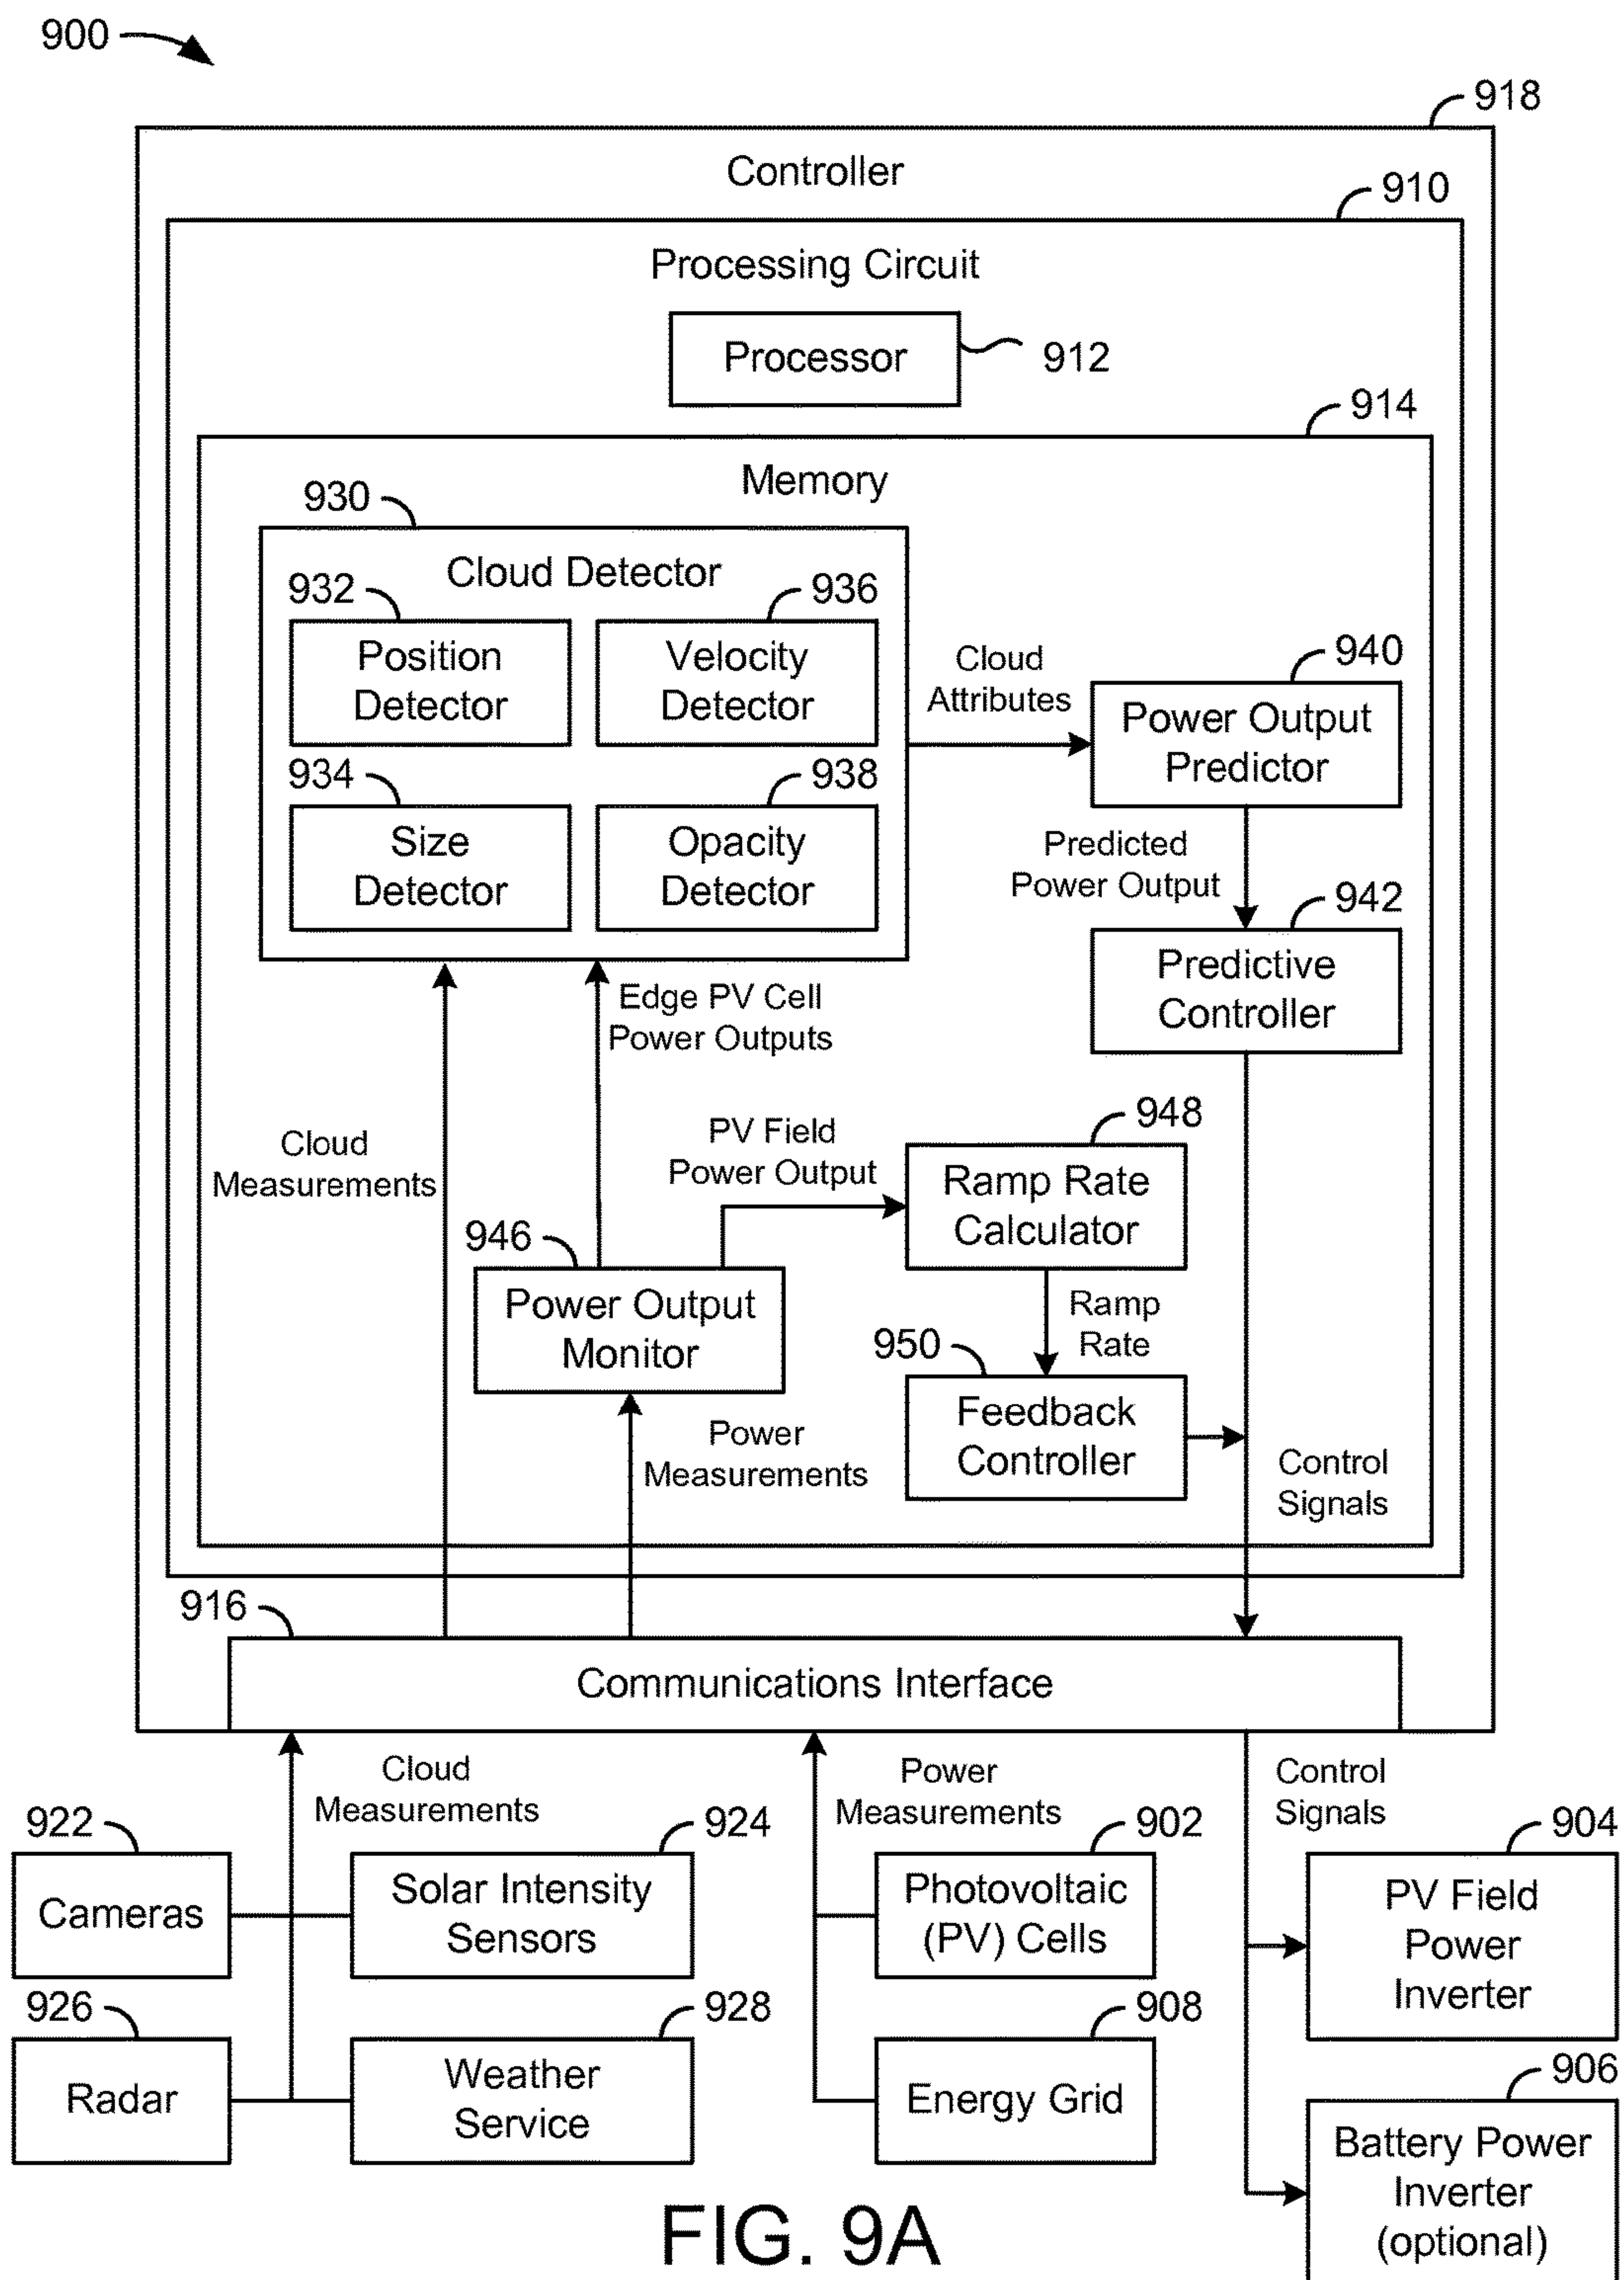 900
918
Controller
910
Processing Circuit
Processor
912
914
Memory
930
Cloud Detector
932
936
Position
Detector
Velocity
Detector
934
938
Size
Detector
Opacity
Detector
Cloud
Attributes
940
Power Output
Predictor
Predicted
Power Output
942
Predictive
Controller
Edge PV Cell
Power Outputs
Cloud
Measurements
PV Field
Power Output
948
Ramp Rate
Calculator
946
Power Output
Monitor
Ramp
Rate
950
Feedback
Controller
Power
Measurements
Control
Signals
916
Communications Interface
Cloud
Measurements
Power
Measurements
Control
Signals
922
Cameras
924
Solar Intensity
Sensors
902
Photovoltaic
(PV) Cells
904
PV Field
Power
Inverter
926
Radar
928
Weather
Service
908
Energy Grid
906
Battery Power
Inverter
(optional)
FIG. 9A